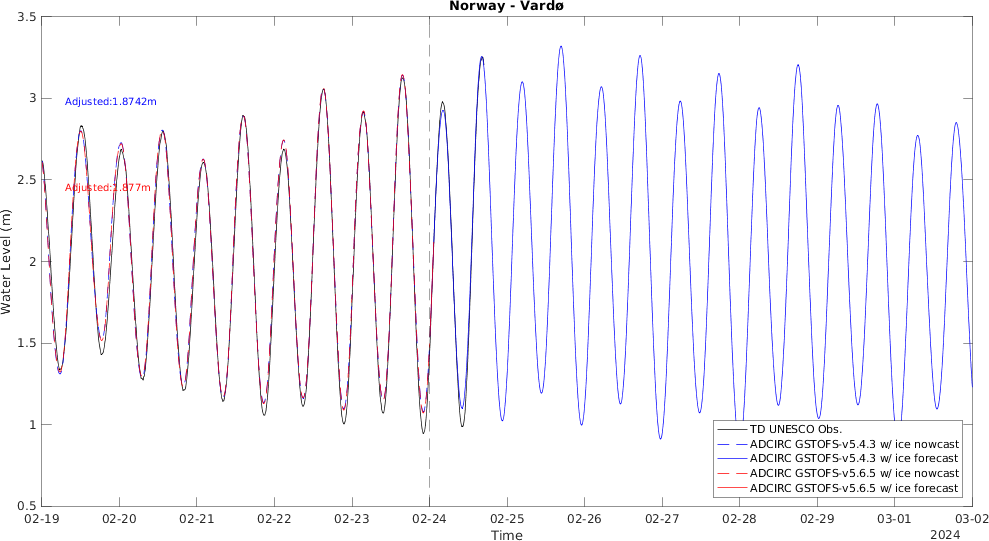 Norway - Vardø
3.5
3
2.5
2
1.5
1
0.5
Water Level (m)
Adjusted:1.8742m
Adjusted:1.877m
TD UNESCO Obs.
ADCIRC GSTOFS-v5.4.3 w/ ice nowcast
ADCIRC GSTOFS-v5.4.3 w/ ice forecast
ADCIRC GSTOFS-v5.6.5 w/ ice nowcast
ADCIRC GSTOFS-v5.6.5 w/ ice forecast
02-19 02-20 02-21 02-22 02-23 02-24 02-25 02-26 02-27 02-28 02-29 03-01 03-02
Time
2024